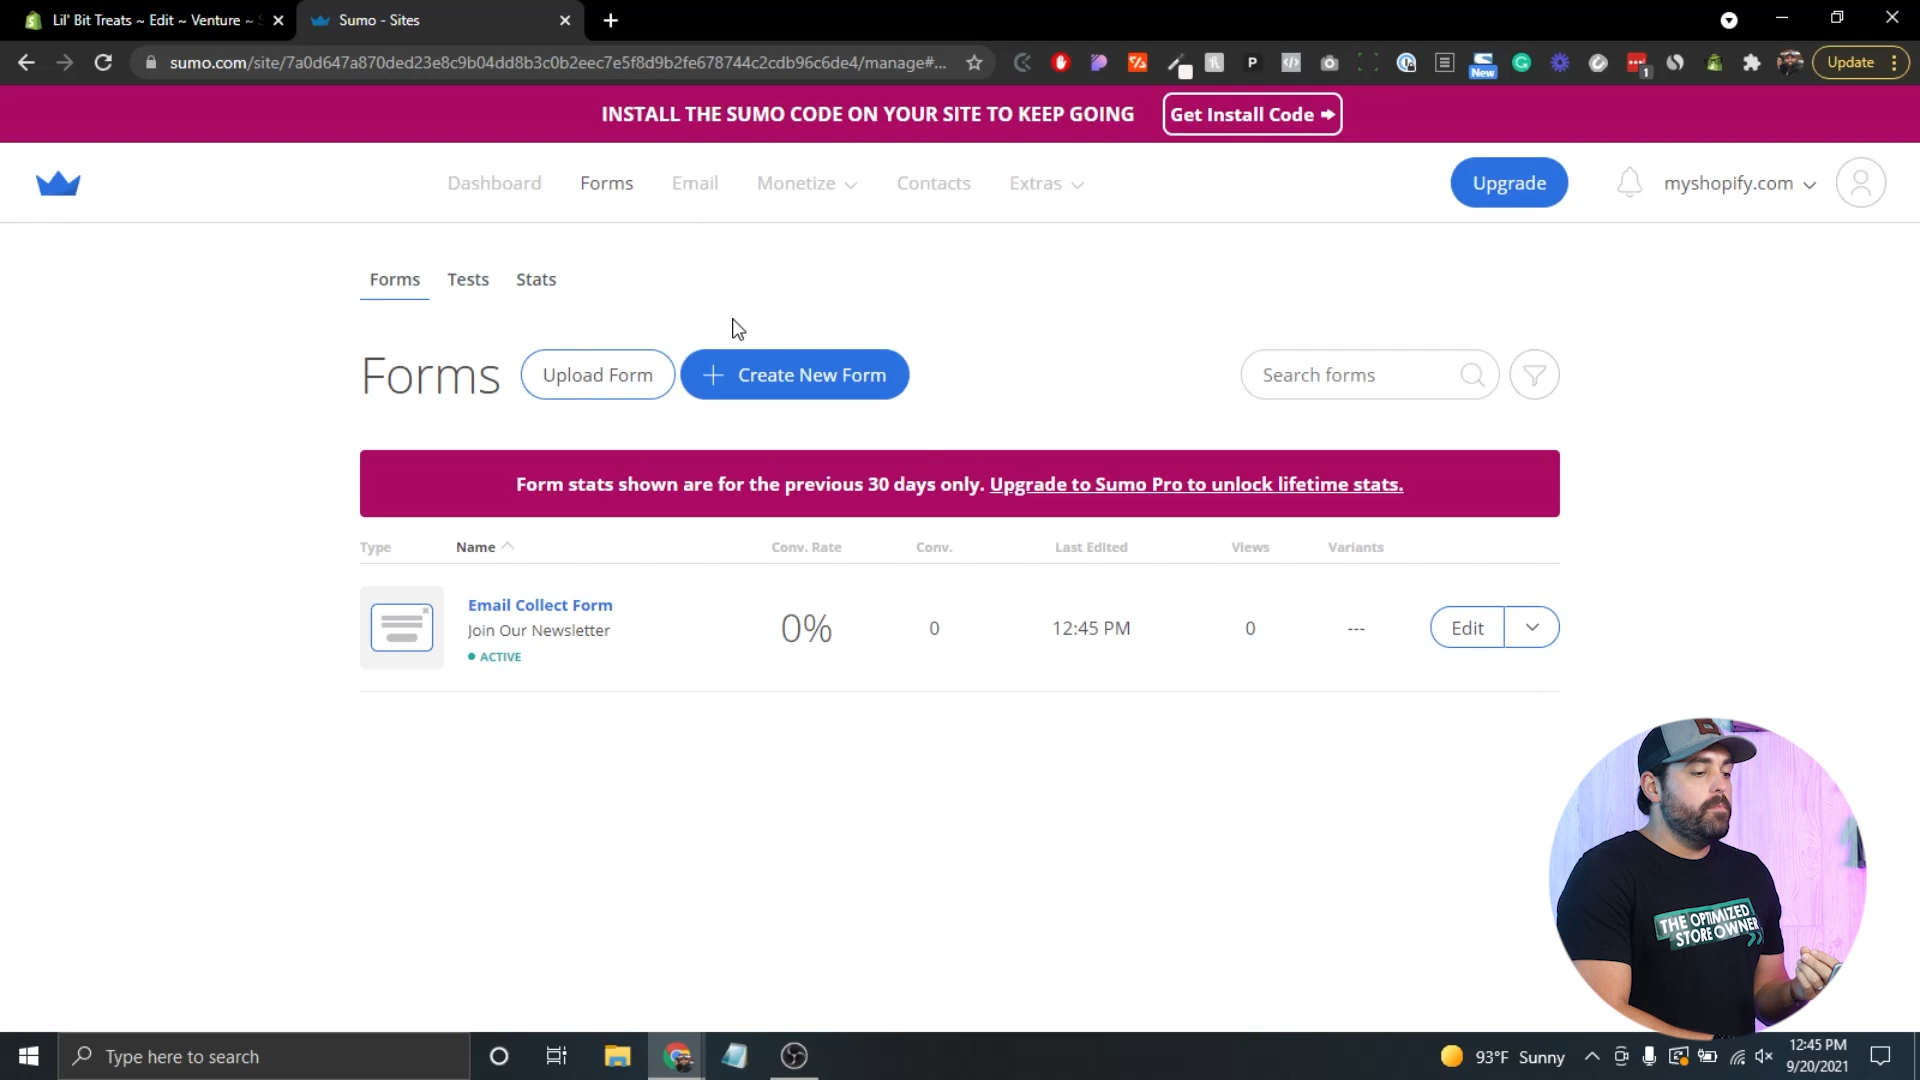 Lil' Bit Treats ~ Edit ~ Venture ~ S
Sumo - Sites
sumo.com/site/7a0d647a870ded23e8c9b04dd8b3c0b2eec7e5f8d9b2fe678744c2cdb96c6de4/manage#...
P
New
1
Update
INSTALL THE SUMO CODE ON YOUR SITE TO KEEP GOING
Get Install Code
Dashboard
Forms
Email
Monetize
Contacts
Extras
Upgrade
myshopify.com
Forms
Tests
Stats
Forms
Upload Form
Create New Form
Search forms
Form stats shown are for the previous 30 days only. Upgrade to Sumo Pro to unlock lifetime stats.
Type
Name
Conv. Rate
Conv.
Last Edited
Views
Variants
Email Collect Form
Join Our Newsletter
ACTIVE
0%
0
12:45 PM
0
---
Edit
THE OPTIMIZED
STORE OWNER
Type here to search
93°F Sunny
12:45 PM
9/20/2021